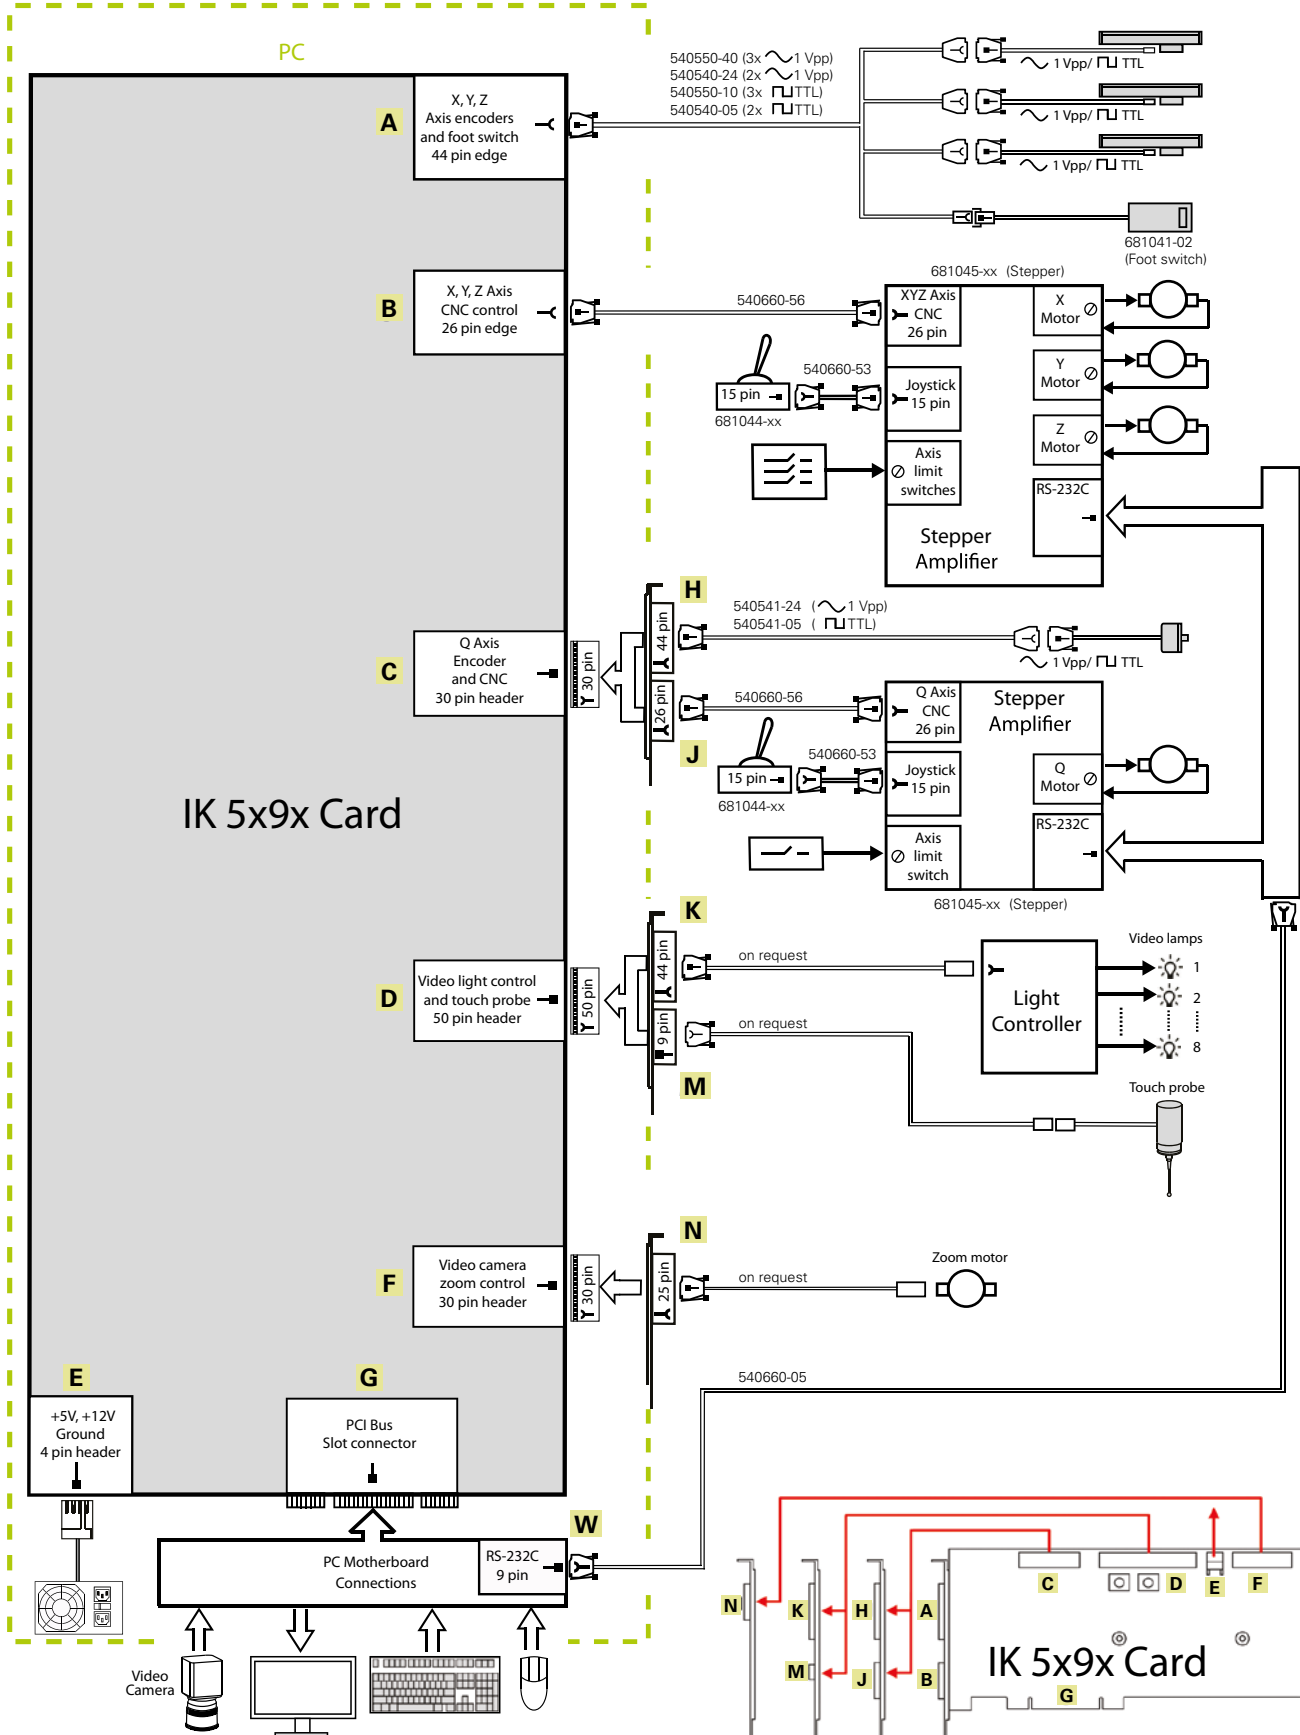 PC
540550-40 (3x 1 Vpp)
540540-24 (2x 1 Vpp)
540550-10 (3x TTL)
540540-05 (2x TTL)
1 Vpp/ TTL
1 Vpp/ TTL
1 Vpp/ TTL
681041-02
(Foot switch)
A
X, Y, Z
Axis encoders
and foot switch
44 pin edge
B
X, Y, Z Axis
CNC control
26 pin edge
540660-56
681045-xx (Stepper)
XYZ Axis
CNC
26 pin
X
Motor
Y
Motor
Z
Motor
540660-53
15 pin
681044-xx
Joystick
15 pin
Axis
limit
switches
RS-232C
Stepper
Amplifier
H
540541-24 ( 1 Vpp)
540541-05 ( TTL)
1 Vpp/ TTL
C
Q Axis
Encoder
and CNC
30 pin header
30 pin
44 pin
26 pin
J
540660-56
Q Axis
CNC
26 pin
Stepper
Amplifier
540660-53
15 pin
681044-xx
Joystick
15 pin
Q
Motor
RS-232C
Axis
limit
switch
681045-xx (Stepper)
IK 5x9x Card
K
D
Video light control
and touch probe
50 pin header
50 pin
44 pin
9 pin
M
on request
on request
Light
Controller
Video lamps
1
2
8
Touch probe
N
F
Video camera
zoom control
30 pin header
30 pin
25 pin
on request
Zoom motor
540660-05
E
+5V, +12V
Ground
4 pin header
G
PCI Bus
Slot connector
W
PC Motherboard
Connections
RS-232C
9 pin
Video
Camera
C
D
E
F
N
K
H
A
M
J
B
IK 5x9x Card
G